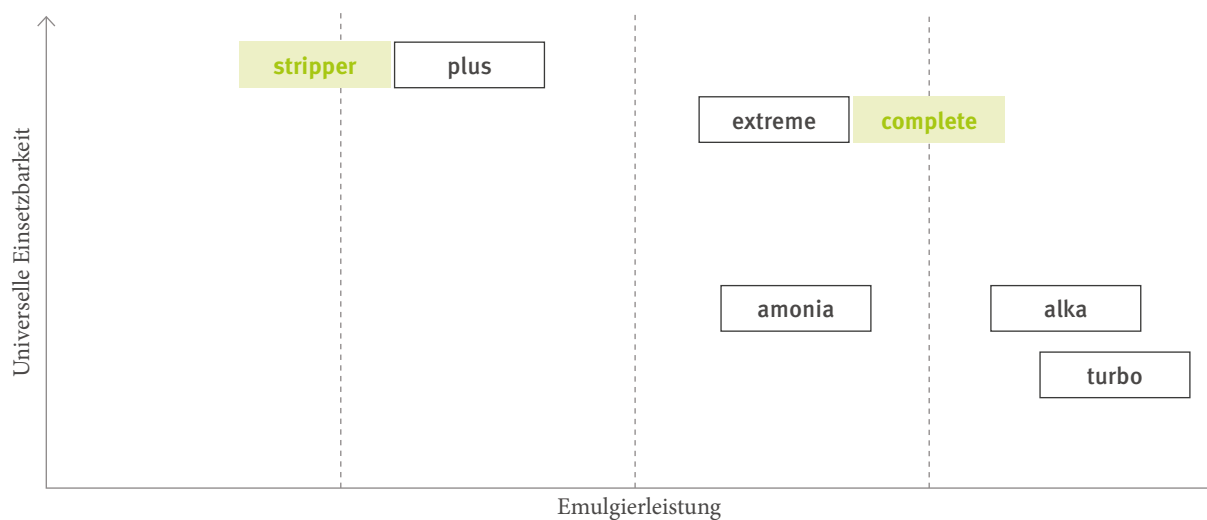 stripper
plus
extreme
complete
amonia
alka
turbo
Universelle Einsetzbarkeit
Emulgierleistung